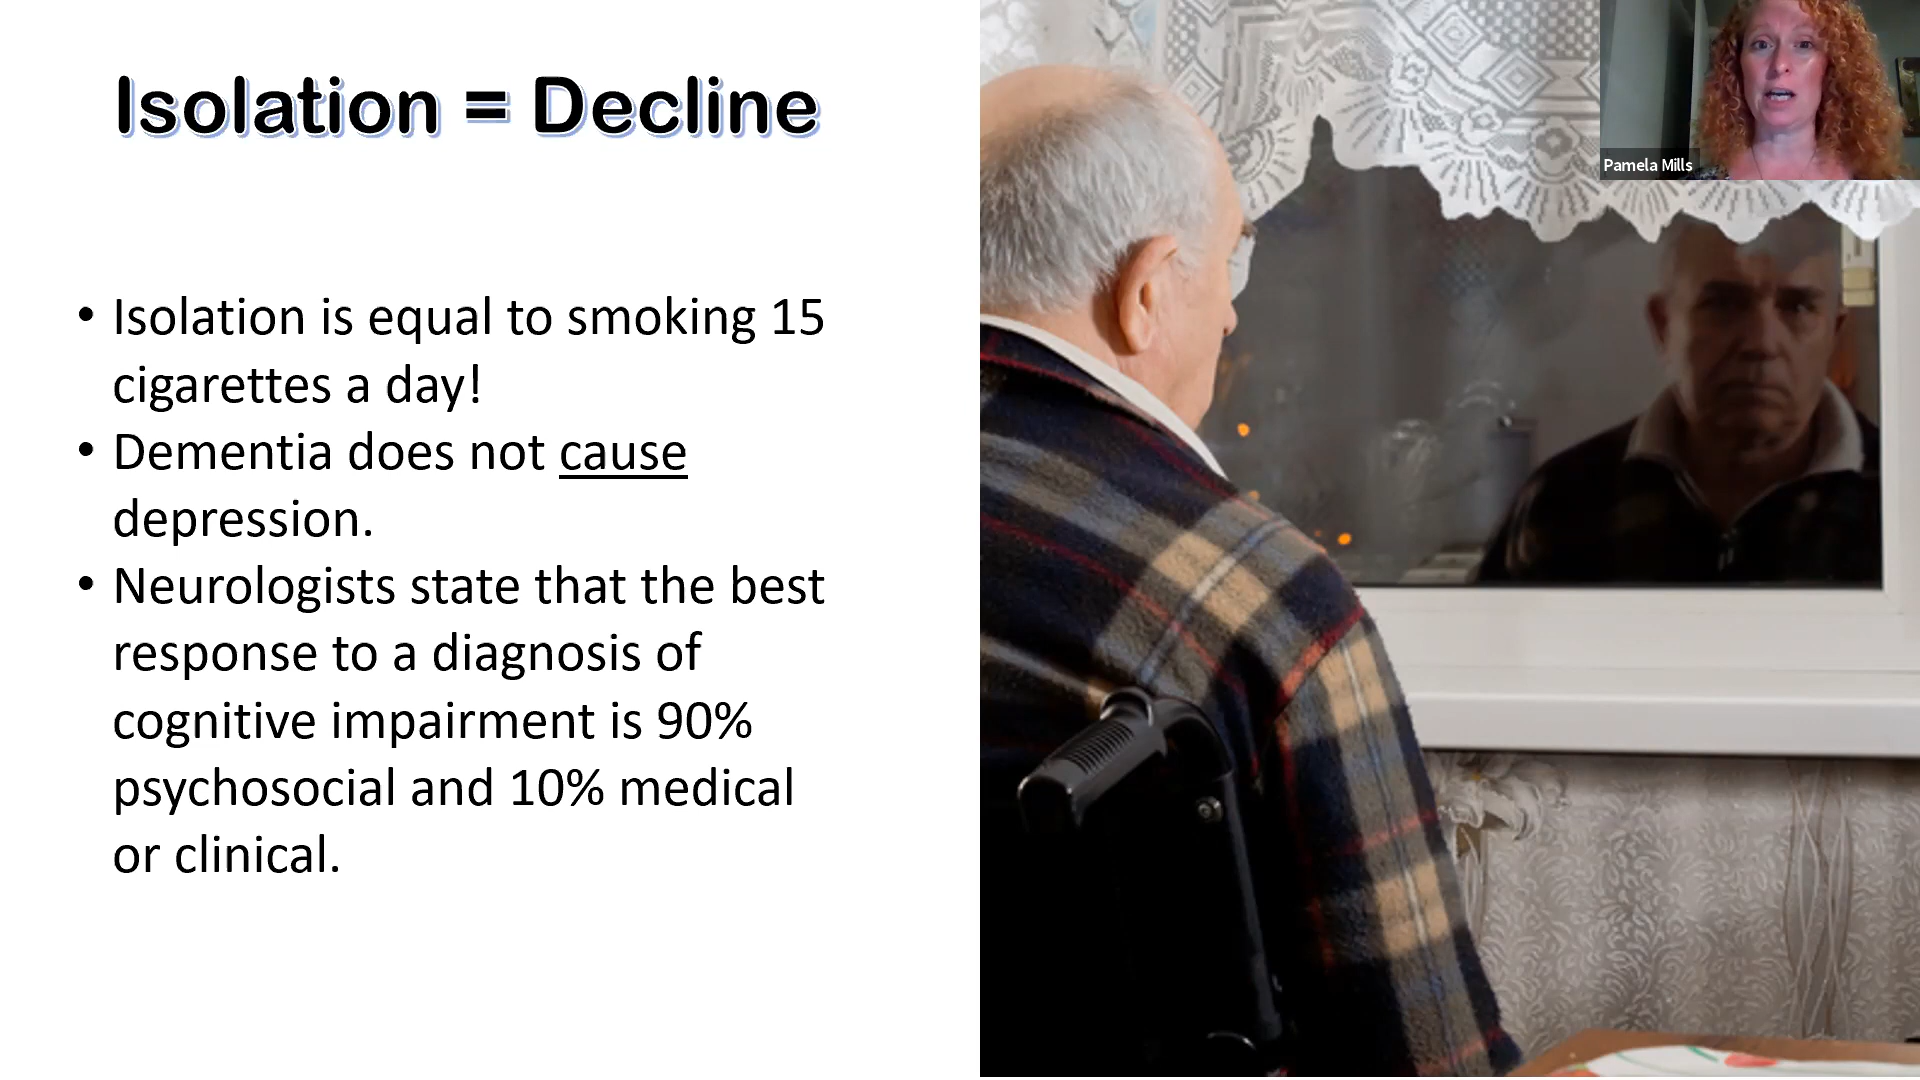 Isolation = Decline
Pamela Mills
• Isolation is equal to smoking 15
cigarettes a day!
• Dementia does not cause
depression.
• Neurologists state that the best
response to a diagnosis of
cognitive impairment is 90%
psychosocial and 10% medical
or clinical.